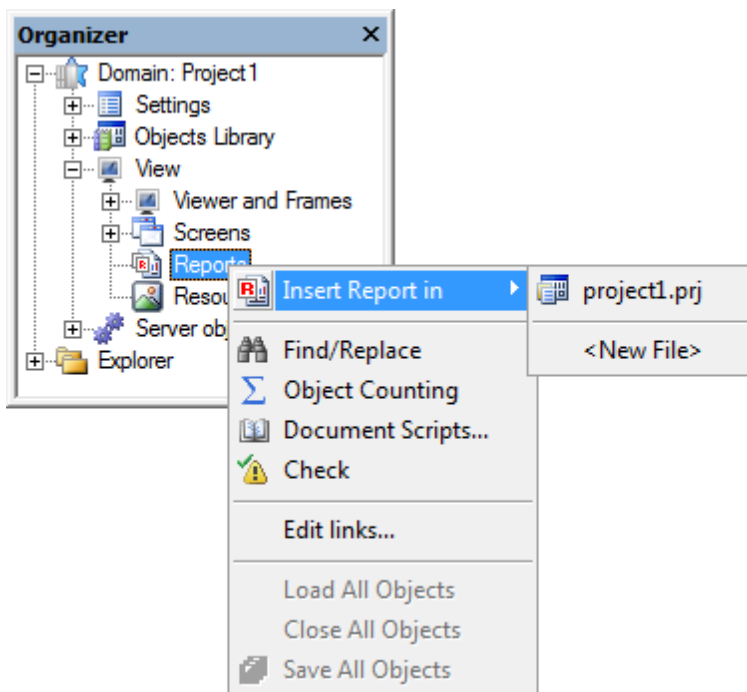 Organizer
Domain: Project1
Settings
Objects Library
View
Viewer and Frames
Screens
Reports
Insert Report in
project1.prj
Find/Replace
<New File>
Object Counting
Document Scripts...
Check
Edit links...
Load All Objects
Close All Objects
Save All Objects
Explorer
Server